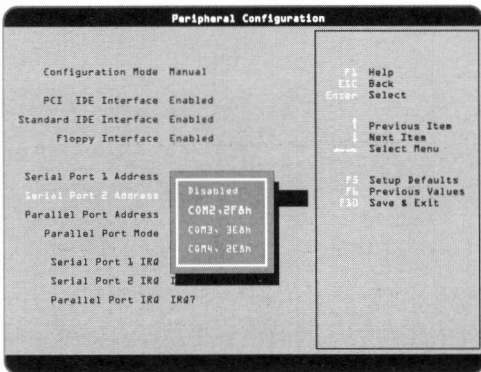 Peripheral Configuration
Configuration Mode Manual
PCI IDE Interface Enabled
Standard IDE Interface Enabled
Floppy Interface Enabled
Serial Port 1 Address
Serial Port 2 Address
Parallel Port Address
Parallel Port Mode
Serial Port 1 IRQ
Serial Port 2 IRQ I
Parallel Port IRQ IRQ7
Disabled
COM2, 2F8h
COM3, 3E8h
COM4, 2E8h
F1 Help
ESC Back
Enter Select
↑ Previous Item
↓ Next Item
←→ Select Menu
F5 Setup Defaults
F6 Previous Values
F10 Save & Exit